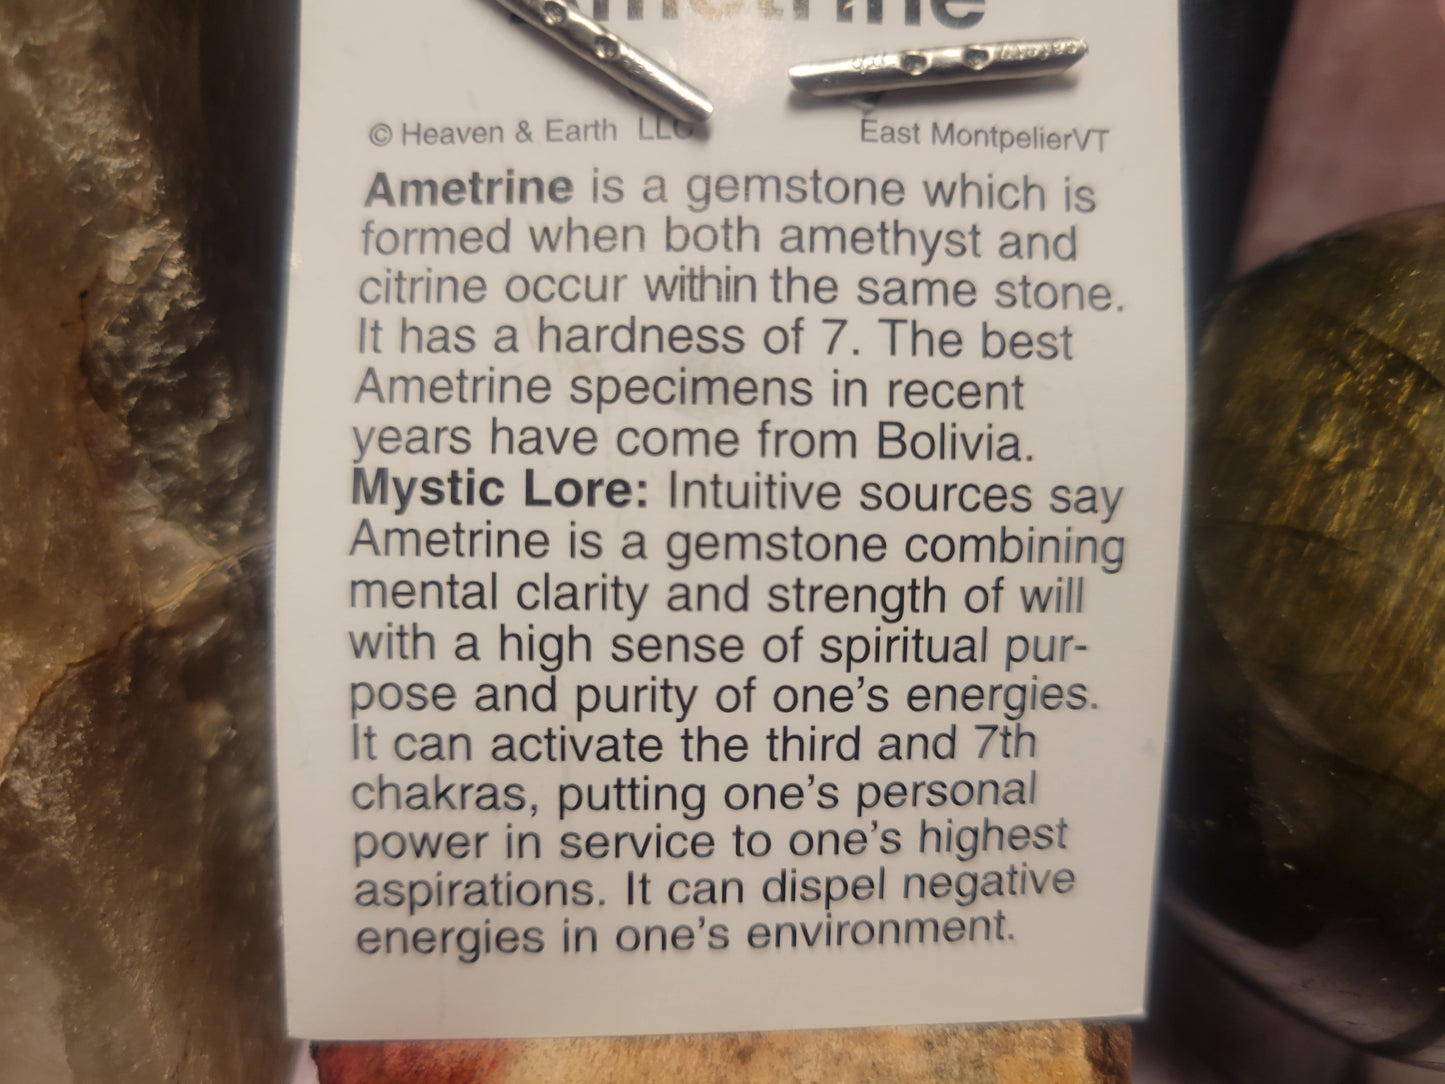 Ametrine
© Heaven & Earth LLC East MontpelierVT
Ametrine is a gemstone which is
formed when both amethyst and
citrine occur within the same stone.
It has a hardness of 7. The best
Ametrine specimens in recent
years have come from Bolivia.
Mystic Lore: Intuitive sources say
Ametrine is a gemstone combining
mental clarity and strength of will
with a high sense of spiritual pur-
pose and purity of one's energies.
It can activate the third and 7th
chakras, putting one's personal
power in service to one's highest
aspirations. It can dispel negative
energies in one's environment.